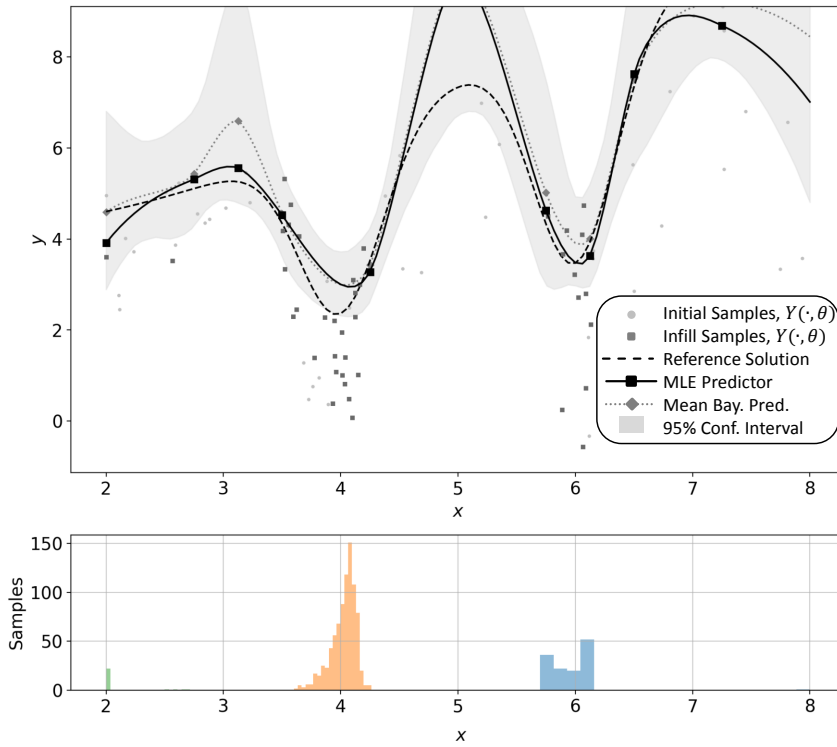 8
6
y
4
2
0
Initial Samples, Y(·,θ)
Infill Samples, Y(·,θ)
Reference Solution
MLE Predictor
Mean Bay. Pred.
95% Conf. Interval
2 3 4 5 6 7 8
x
150
100
Samples
50
0
2 3 4 5 6 7 8
x